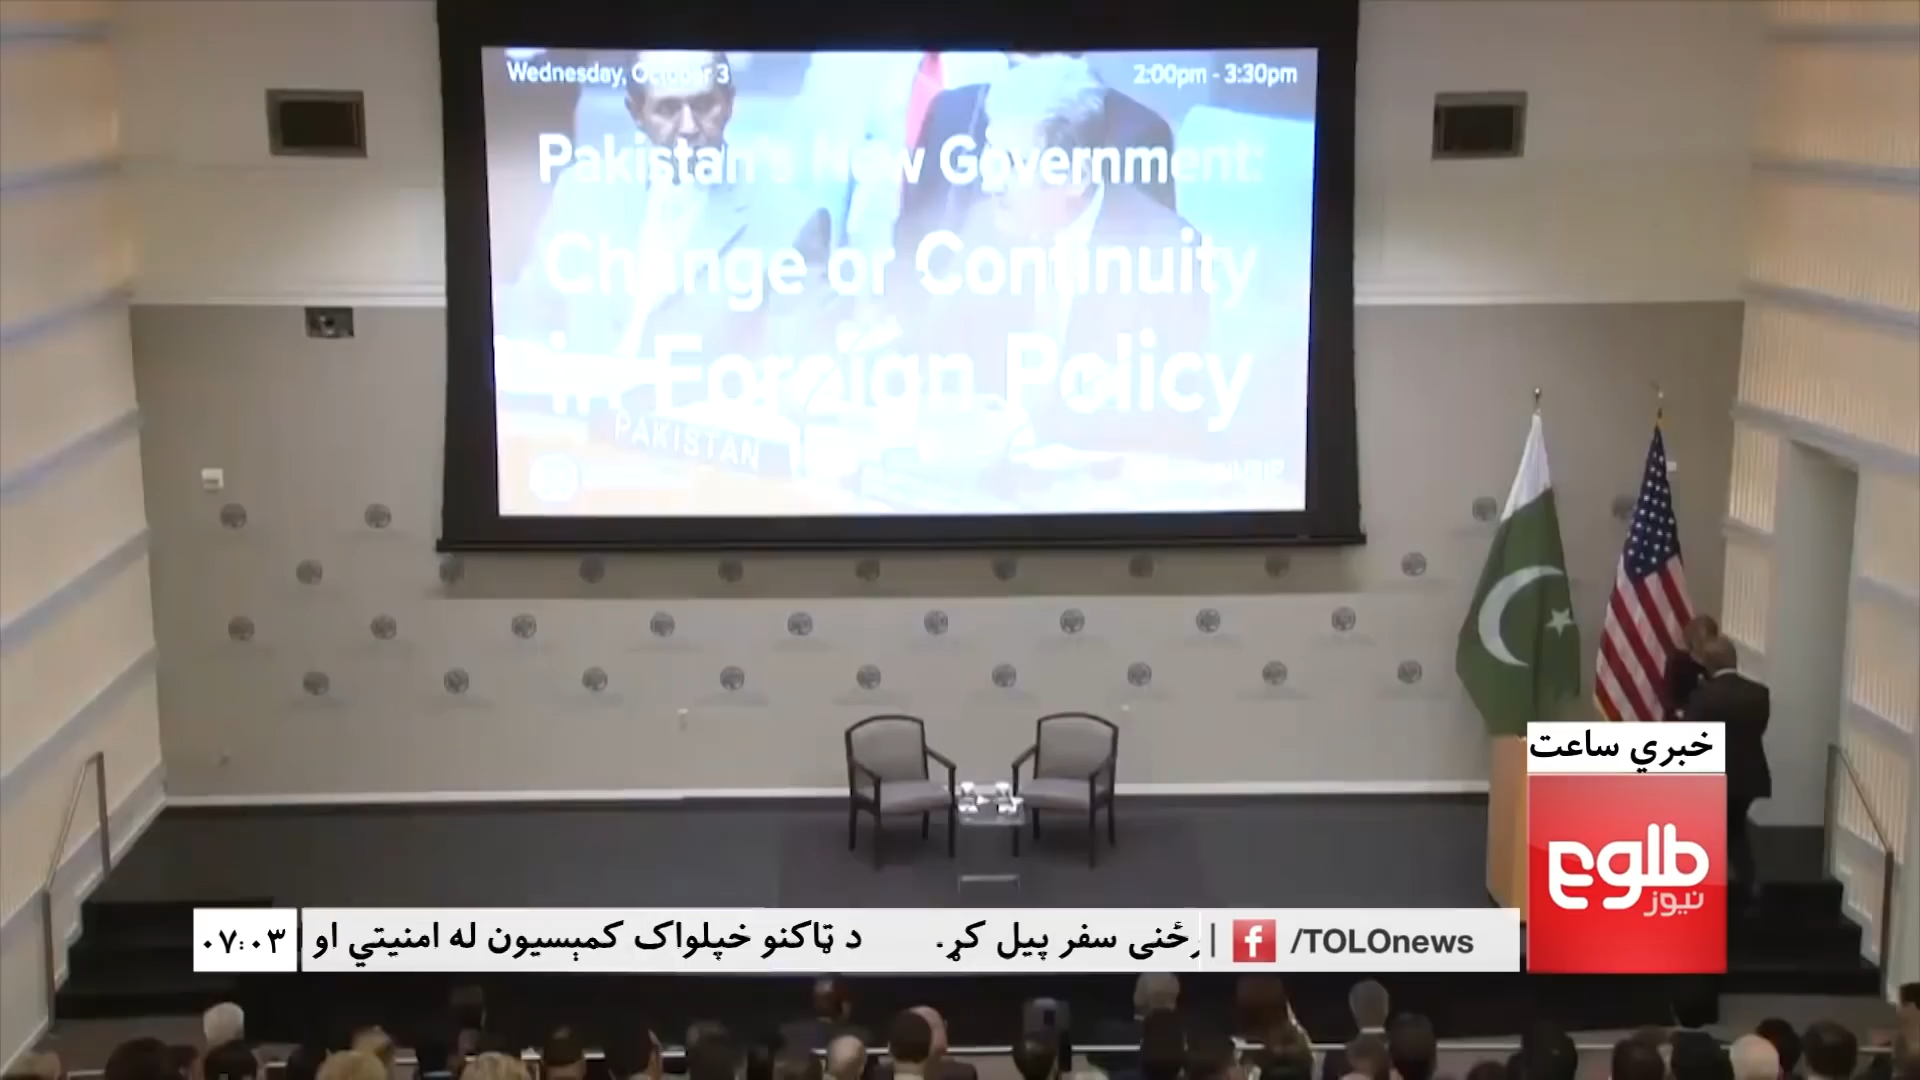 Wednesday, October 3
2:00pm - 3:30pm
Pakistan's New Government:
Change or Continuity
in Foreign Policy
PAKISTAN
خبري ساعت
طلوع
نیوز
۰۷:۰۳
رځنی سفر پیل کړ. د ټاکنو خپلواک کمېسیون له امنیتي او
/TOLOnews